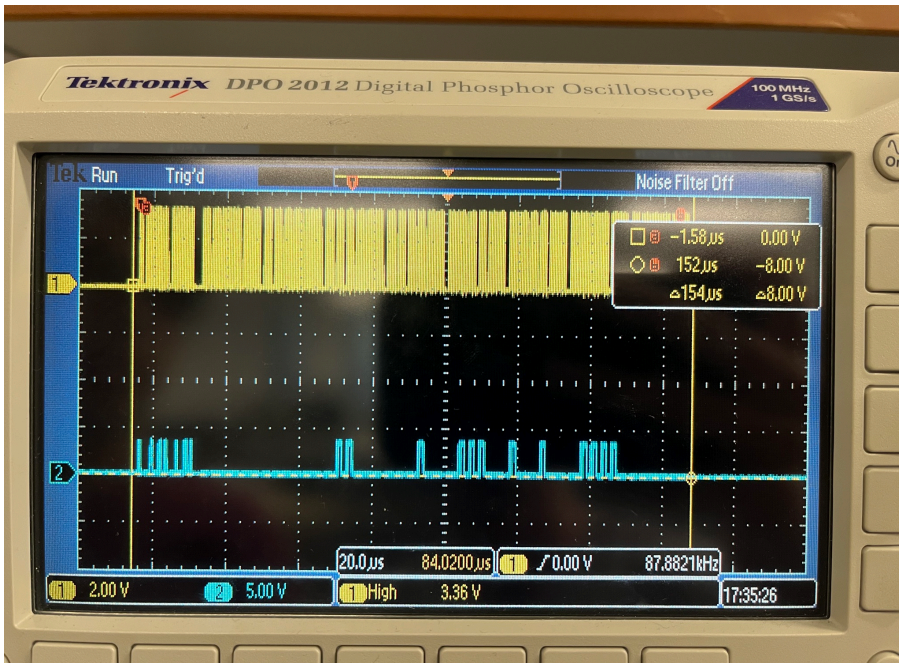 Tektronix DPO 2012 Digital Phosphor Oscilloscope
100 MHz
1 GS/s
Tek Run Trig'd
Noise Filter Off
a −1.58µs 0.00 V
b 152µs −8.00 V
△154µs △8.00 V
1
2
20.0µs 84.0200µs
1 0.00 V 87.8821kHz
1 2.00 V 2 5.00 V
1 High 3.36 V
17:35:26